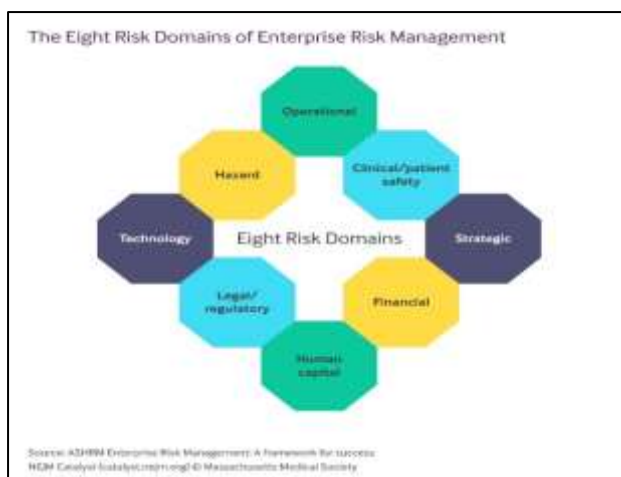 The Eight Risk Domains of Enterprise Risk Management
Operational
Hazard
Clinical/patient
safety
Technology
Eight Risk Domains
Strategic
Legal/
regulatory
Financial
Human
capital
Source: ASHRM Enterprise Risk Management: A framework for success
NEJM Catalyst (catalyst.nejm.org) © Massachusetts Medical Society